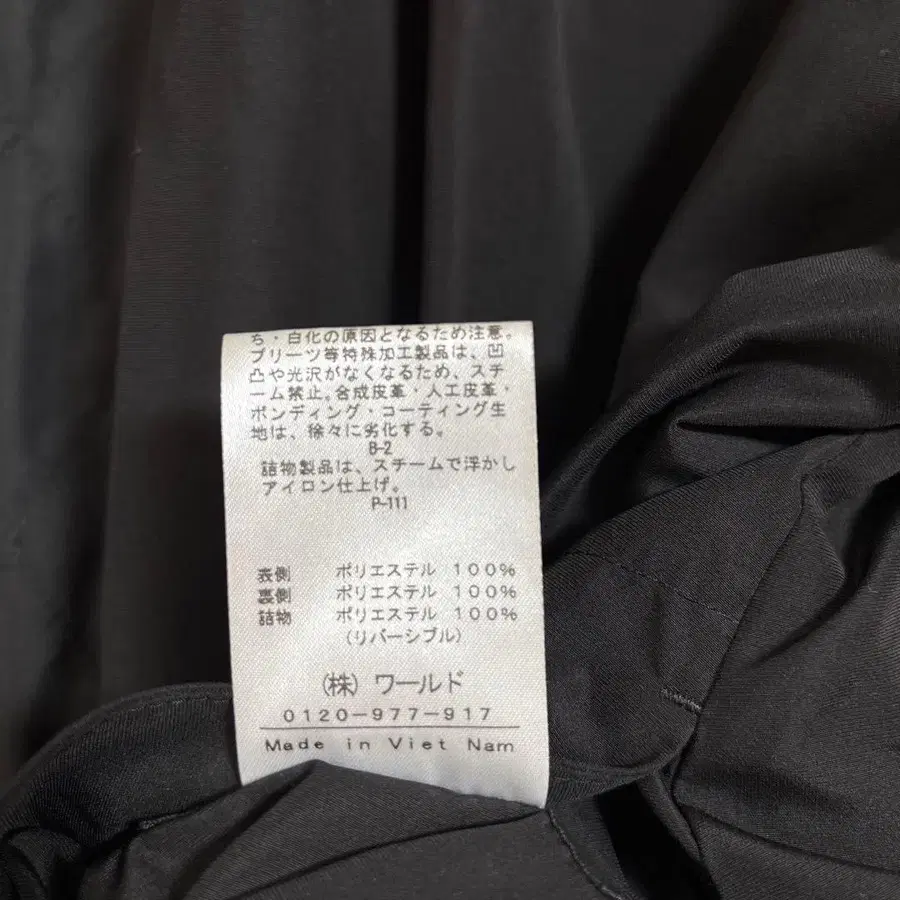 ち・白化の原因となるため注意。
プリーツ等特殊加工製品は、凹
凸や光沢がなくなるため、スチ
ーム禁止。合成皮革・人工皮革・
ボンディング・コーティング生
地は、徐々に劣化する。
B-2
詰物製品は、スチームで浮かし
アイロン仕上げ。
P-111
表側 ポリエステル 100%
裏側 ポリエステル 100%
詰物 ポリエステル 100%
(リバーシブル)
(株) ワールド
0120-977-917
Made in Viet Nam